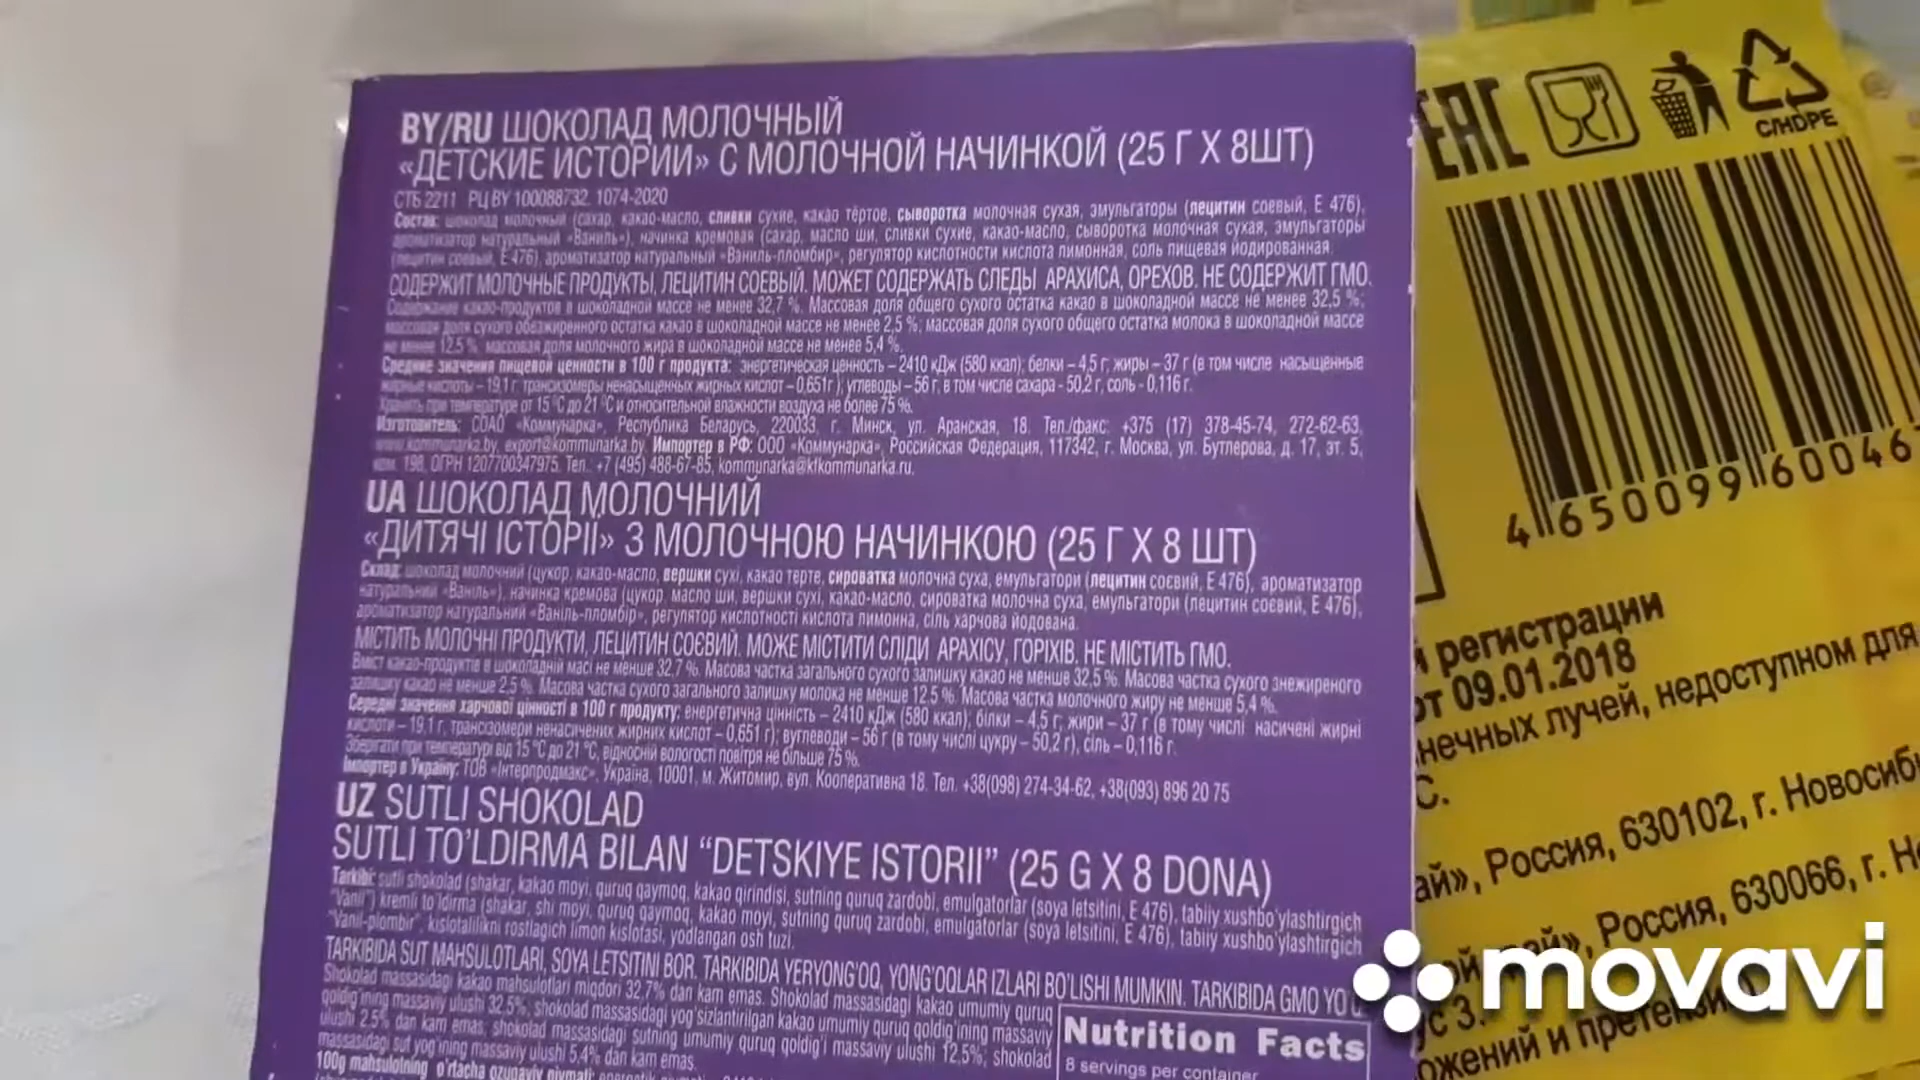 BY/RU ШОКОЛАД МОЛОЧНЫЙ
«ДЕТСКИЕ ИСТОРИИ» С МОЛОЧНОЙ НАЧИНКОЙ (25 Г Х 8ШТ)
СТБ 2211 РЦ BY 100088732. 1074-2020
Состав: шоколад молочный (сахар, какао-масло, сливки сухие, какао тёртое, сыворотка молочная сухая, эмульгаторы (лецитин соевый, Е 476),
ароматизатор натуральный «Ваниль»), начинка кремовая (сахар, масло ши, сливки сухие, какао-масло, сыворотка молочная сухая, эмульгаторы
(лецитин соевый, Е 476), ароматизатор натуральный «Ваниль-пломбир», регулятор кислотности кислота лимонная, соль пищевая йодированная.
СОДЕРЖИТ МОЛОЧНЫЕ ПРОДУКТЫ, ЛЕЦИТИН СОЕВЫЙ. МОЖЕТ СОДЕРЖАТЬ СЛЕДЫ АРАХИСА, ОРЕХОВ. НЕ СОДЕРЖИТ ГМО.
Содержание какао-продуктов в шоколадной массе не менее 32,7 %. Массовая доля общего сухого остатка какао в шоколадной массе не менее 32,5 %;
массовая доля сухого обезжиренного остатка какао в шоколадной массе не менее 2,5 %; массовая доля сухого общего остатка молока в шоколадной массе
не менее 12,5 %; массовая доля молочного жира в шоколадной массе не менее 5,4 %.
Средние значения пищевой ценности в 100 г продукта: энергетическая ценность – 2410 кДж (580 ккал); белки – 4,5 г; жиры – 37 г (в том числе насыщенные
жирные кислоты – 19,1 г, трансизомеры ненасыщенных жирных кислот – 0,651г ); углеводы – 56 г, в том числе сахара - 50,2 г, соль - 0,116 г.
Хранить при температуре от 15 °С до 21 °С и относительной влажности воздуха не более 75 %.
Изготовитель: СОАО «Коммунарка», Республика Беларусь, 220033, г. Минск, ул. Аранская, 18. Тел./факс: +375 (17) 378-45-74, 272-62-63,
www.kommunarka.by, export@kommunarka.by. Импортер в РФ: ООО «Коммунарка», Российская Федерация, 117342, г. Москва, ул. Бутлерова, д. 17, эт. 5,
ком. 198, ОГРН 1207700347975. Тел.: +7 (495) 488-67-85, kommunarka@kfkommunarka.ru.
UA ШОКОЛАД МОЛОЧНИЙ
«ДИТЯЧІ ІСТОРІЇ» З МОЛОЧНОЮ НАЧИНКОЮ (25 Г Х 8 ШТ)
Склад: шоколад молочний (цукор, какао-масло, вершки сухі, какао терте, сироватка молочна суха, емульгатори (лецитин соєвий, Е 476), ароматизатор
натуральний «Ваніль»), начинка кремова (цукор, масло ши, вершки сухі, какао-масло, сироватка молочна суха, емульгатори (лецитин соєвий, Е 476),
ароматизатор натуральний «Ваніль-пломбір», регулятор кислотності кислота лимонна, сіль харчова йодована.
МІСТИТЬ МОЛОЧНІ ПРОДУКТИ, ЛЕЦИТИН СОЄВИЙ. МОЖЕ МІСТИТИ СЛІДИ АРАХІСУ, ГОРІХІВ. НЕ МІСТИТЬ ГМО.
Вміст какао-продуктів в шоколадній масі не менше 32,7 %. Масова частка загального сухого залишку какао не менше 32,5 %. Масова частка сухого знежиреного
залишку какао не менше 2,5 %. Масова частка сухого загального залишку молока не менше 12,5 %. Масова частка молочного жиру не менше 5,4 %.
Середні значення харчової цінності в 100 г продукту: енергетична цінність – 2410 кДж (580 ккал); білки – 4,5 г; жири – 37 г (в тому числі насичені жирні
кислоти – 19,1 г, трансізомери ненасичених жирних кислот – 0,651 г); вуглеводи – 56 г (в тому числі цукру – 50,2 г), сіль – 0,116 г.
Зберігати при температурі від 15 °С до 21 °С, відносній вологості повітря не більше 75 %.
Імпортер в Україну: ТОВ «Інтерпродмакс», Україна, 10001, м. Житомир, вул. Кооперативна 18. Тел. +38(098) 274-34-62, +38(093) 896 20 75
UZ SUTLI SHOKOLAD
SUTLI TO'LDIRMA BILAN “DETSKIYE ISTORII” (25 G X 8 DONA)
Tarkibi: sutli shokolad (shakar, kakao moyi, quruq qaymoq, kakao qirindisi, sutning quruq zardobi, emulgatorlar (soya letsitini, E 476), tabiiy xushbo'ylashtirgich
“Vanil”) kremli to'ldirma (shakar, shi moyi, quruq qaymoq, kakao moyi, sutning quruq zardobi, emulgatorlar (soya letsitini, E 476), tabiiy xushbo'ylashtirgich
“Vanil-plombir”, kislotalilikni rostlagich limon kislotasi, yodlangan osh tuzi.
TARKIBIDA SUT MAHSULOTLARI, SOYA LETSITINI BOR. TARKIBIDA YERYONG'OQ, YONG'OQLAR IZLARI BO'LISHI MUMKIN. TARKIBIDA GMO
Shokolad massasidagi kakao mahsulotlari miqdori 32,7% dan kam emas. Shokolad massasidagi kakao umumiy quruq
qoldig'ining massaviy ulushi 32,5%; shokolad massasidagi yog'sizlantirilgan kakao umumiy quruq qoldig'ining massaviy
ulushi 2,5% dan kam emas; shokolad massasidagi sutning umumiy quruq qoldig'i massaviy ulushi 12,5%; shokolad
massasidagi sut yog'ining massaviy ulushi 5,4% dan kam emas.
100g mahsulotning o'rtacha ozuqaviy qiymati:
Nutrition Facts
8 servings per container
EAC
C/HDPE
4 650099 60046
регистрации
от 09.01.2018
нечных лучей, недоступном для
С.
ай», Россия, 630102, г. Новосиб
Россия, 630066, г. Н
movavi